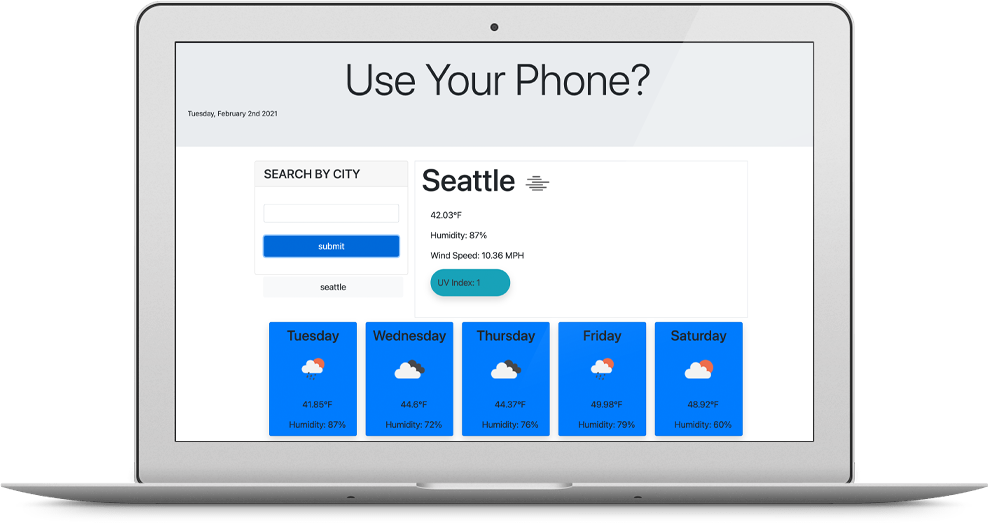 Use Your Phone?
Tuesday, February 2nd 2021
SEARCH BY CITY
submit
seattle
Seattle
42.03°F
Humidity: 87%
Wind Speed: 10.36 MPH
UV Index: 1
Tuesday
41.85°F
Humidity: 87%
Wednesday
44.6°F
Humidity: 72%
Thursday
44.37°F
Humidity: 76%
Friday
49.98°F
Humidity: 79%
Saturday
48.92°F
Humidity: 60%